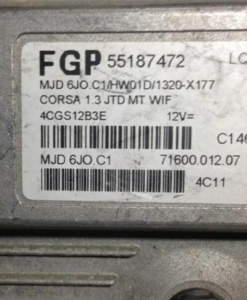 FGP 55187472 LQ
MJD 6JO.C1/HW01D/1320-X177
CORSA 1.3 JTD MT WIF
4CGS12B3E 12V=
C146
MJD 6JO.C1 71600.012.07
4C11